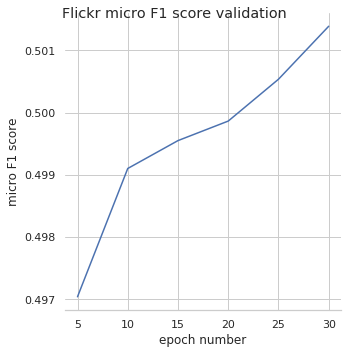 Flickr micro F1 score validation
0.501
0.500
0.499
0.498
0.497
micro F1 score
5 10 15 20 25 30
epoch number